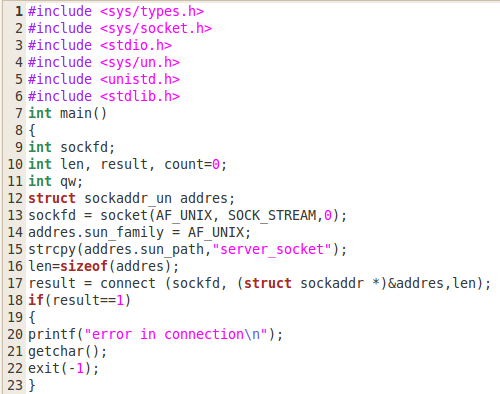 1 #include <sys/types.h>
2 #include <sys/socket.h>
3 #include <stdio.h>
4 #include <sys/un.h>
5 #include <unistd.h>
6 #include <stdlib.h>
7 int main()
8 {
9 int sockfd;
10 int len, result, count=0;
11 int qw;
12 struct sockaddr_un addres;
13 sockfd = socket(AF_UNIX, SOCK_STREAM,0);
14 addres.sun_family = AF_UNIX;
15 strcpy(addres.sun_path,"server_socket");
16 len=sizeof(addres);
17 result = connect (sockfd, (struct sockaddr *)&addres,len);
18 if(result==1)
19 {
20 printf("error in connection\n");
21 getchar();
22 exit(-1);
23 }